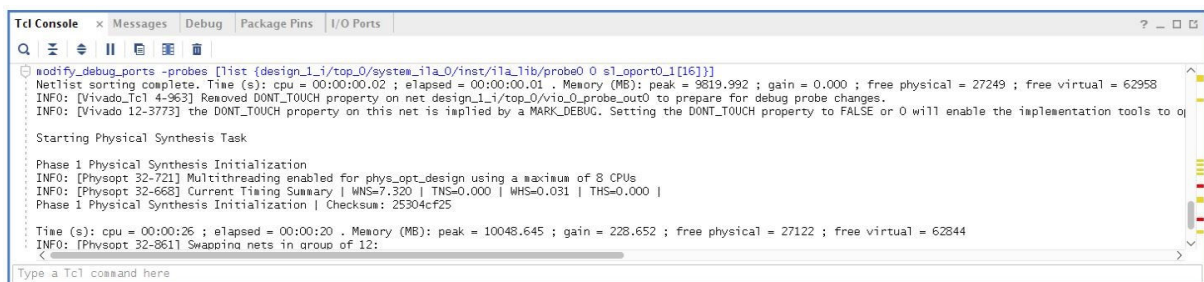 Tcl Console × Messages Debug Package Pins I/O Ports ? _
modify_debug_ports -probes [list {design_1_i/top_0/system_ila_0/inst/ila_lib/probe0 0 sl_oport0_1[16]}]
Netlist sorting complete. Time (s): cpu = 00:00:00.02 ; elapsed = 00:00:00.01 . Memory (MB): peak = 9819.992 ; gain = 0.000 ; free physical = 27249 ; free virtual = 62958
INFO: [Vivado_Tcl 4-963] Removed DONT_TOUCH property on net design_1_i/top_0/vio_0_probe_out0 to prepare for debug probe changes.
INFO: [Vivado 12-3773] the DONT_TOUCH property on this net is implied by a MARK_DEBUG. Setting the DONT_TOUCH property to FALSE or 0 will enable the implementation tools to
Starting Physical Synthesis Task
Phase 1 Physical Synthesis Initialization
INFO: [Physopt 32-721] Multithreading enabled for phys_opt_design using a maximum of 8 CPUs
INFO: [Physopt 32-668] Current Timing Summary | WNS=7.320 | TNS=0.000 | WHS=0.031 | THS=0.000 |
Phase 1 Physical Synthesis Initialization | Checksum: 25304cf25
Time (s): cpu = 00:00:26 ; elapsed = 00:00:20 . Memory (MB): peak = 10048.645 ; gain = 228.652 ; free physical = 27122 ; free virtual = 62844
INFO: [Physopt 32-861] Swapping nets in group of 12:
Type a Tcl command here